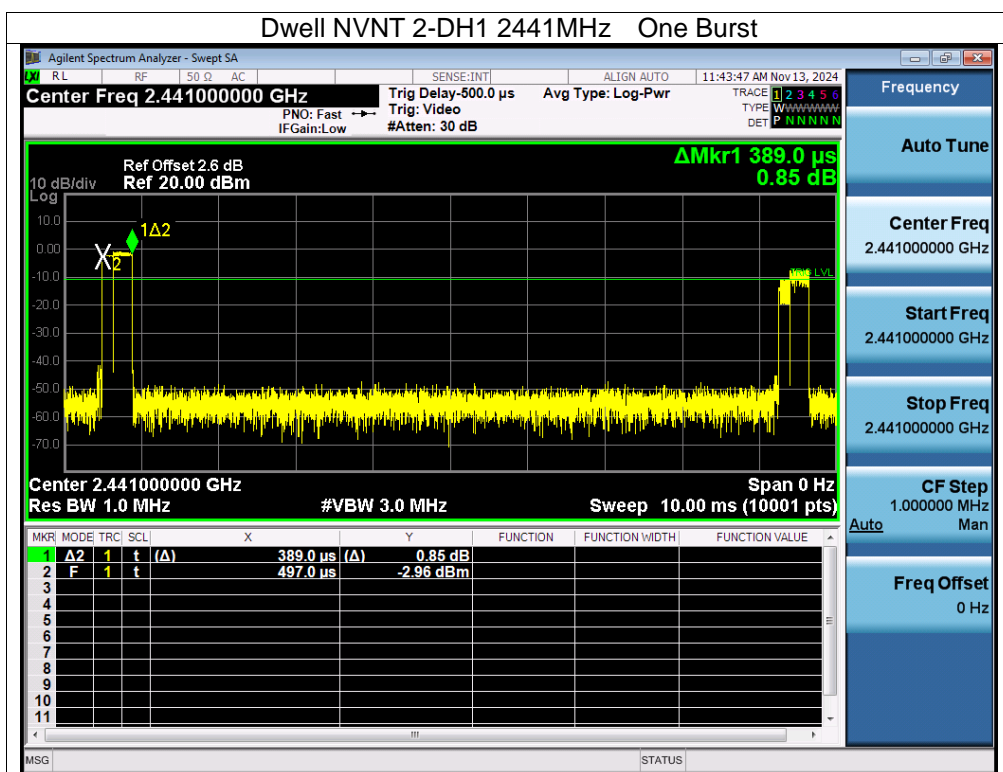 Dwell NVNT 2-DH1 2441MHz One Burst
Agilent Spectrum Analyzer - Swept SA
LXI RL RF 50 Ω AC SENSE:INT ALIGN AUTO 11:43:47 AM Nov 13, 2024
Center Freq 2.441000000 GHz
PNO: Fast
IFGain:Low
Trig Delay-500.0 µs
Trig: Video
#Atten: 30 dB
Avg Type: Log-Pwr
TRACE 1 2 3 4 5 6
TYPE WWWWWW
DET P N N N N N
ΔMkr1 389.0 µs
0.85 dB
Ref Offset 2.6 dB
10 dB/div Ref 20.00 dBm
Log
10.0
0.00
-10.0
-20.0
-30.0
-40.0
-50.0
-60.0
-70.0
1Δ2
X2
TRIG LVL
Center 2.441000000 GHz Span 0 Hz
Res BW 1.0 MHz #VBW 3.0 MHz Sweep 10.00 ms (10001 pts)
MKR MODE TRC SCL X Y FUNCTION FUNCTION WIDTH FUNCTION VALUE
1 Δ2 1 t (Δ) 389.0 µs (Δ) 0.85 dB
2 F 1 t 497.0 µs -2.96 dBm
3
4
5
6
7
8
9
10
11
MSG STATUS
Frequency
Auto Tune
Center Freq
2.441000000 GHz
Start Freq
2.441000000 GHz
Stop Freq
2.441000000 GHz
CF Step
1.000000 MHz
Auto Man
Freq Offset
0 Hz